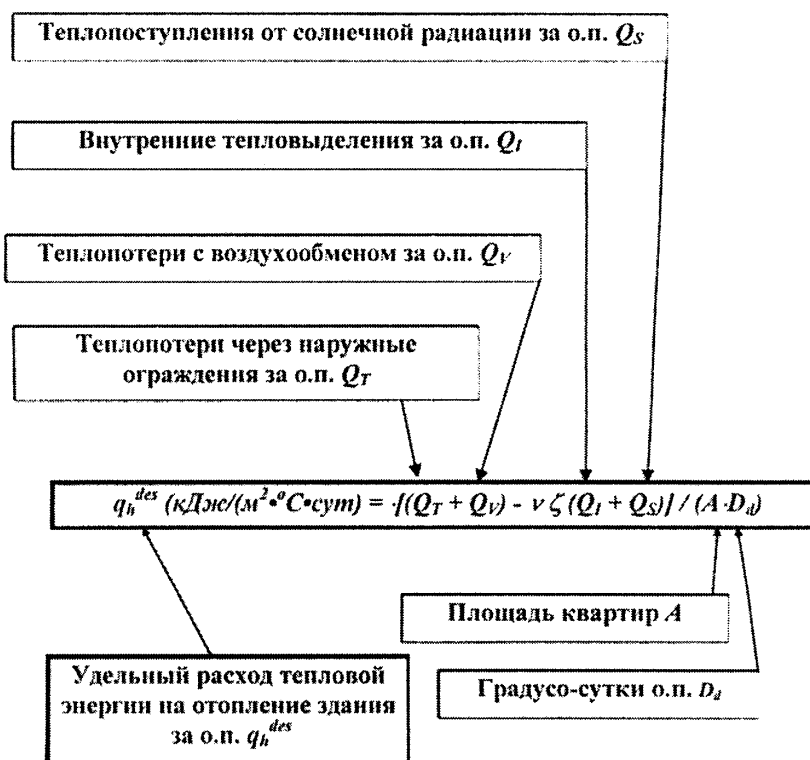 Теплопоступления от солнечной радиации за о.п. Q_S
Внутренние тепловыделения за о.п. Q_I
Теплопотери с воздухообменом за о.п. Q_V
Теплопотери через наружные
ограждения за о.п. Q_T
q_h^des (кДж/(м²•°С•сут) = ·[(Q_T + Q_V) - ν ζ (Q_I + Q_S)] / (A·D_d)
Площадь квартир A
Удельный расход тепловой
энергии на отопление здания
за о.п. q_h^des
Градусо-сутки о.п. D_d